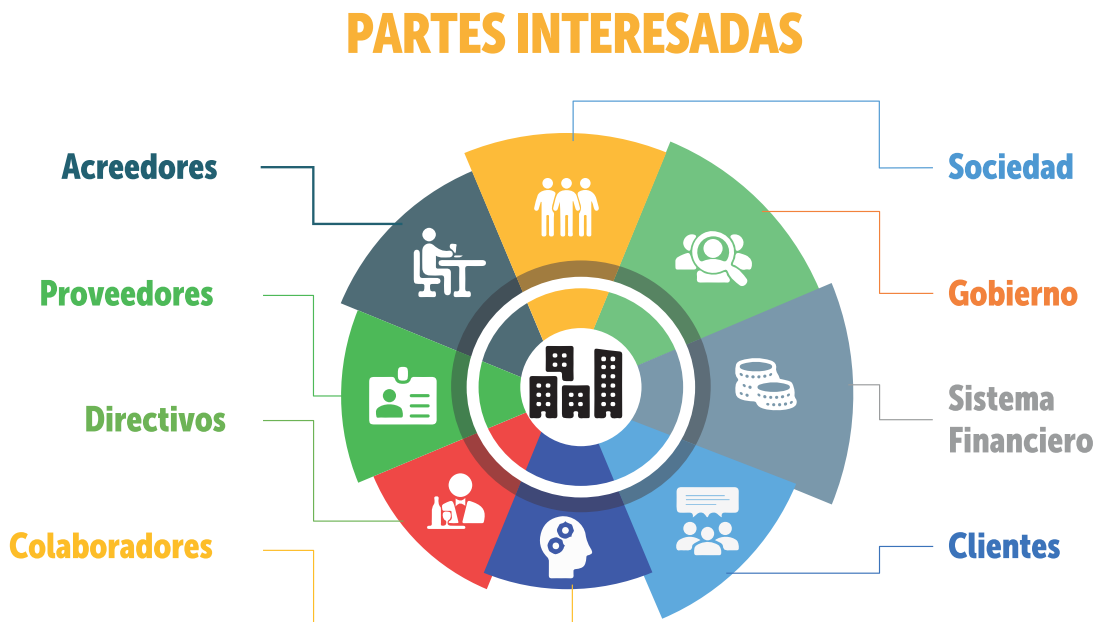 PARTES INTERESADAS
Acreedores
Proveedores
Directivos
Colaboradores
Sociedad
Gobierno
Sistema
Financiero
Clientes